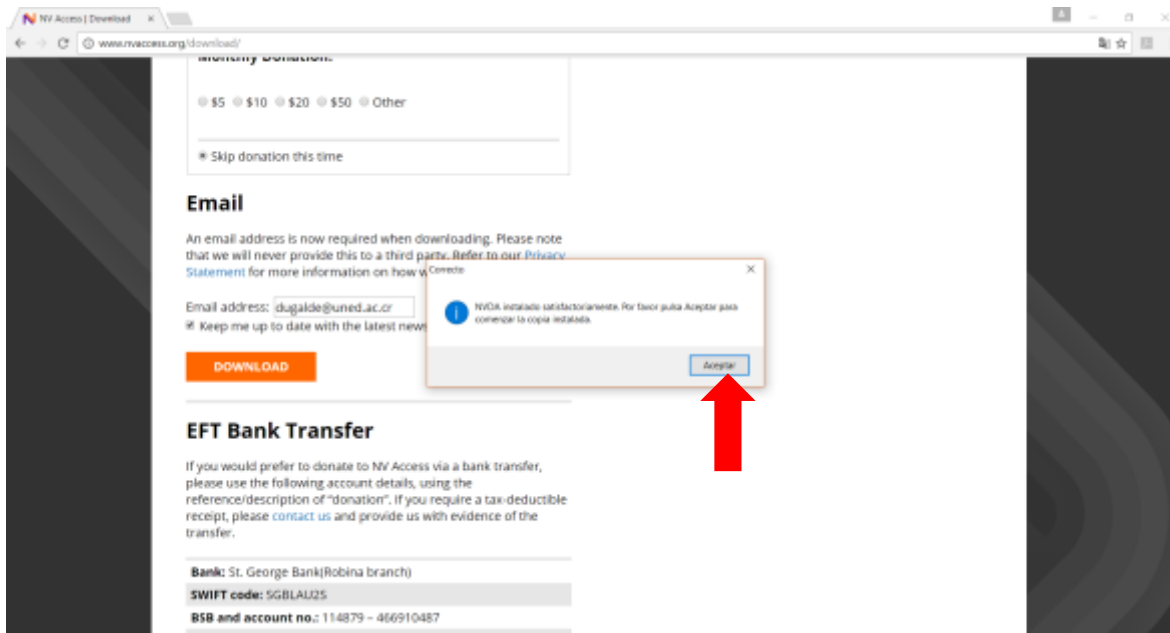 NV Access | Download
www.nvaccess.org/download/
Monthly Donation:
$5 $10 $20 $50 Other
Skip donation this time
Email
An email address is now required when downloading. Please note
that we will never provide this to a third party. Refer to our Privacy
Statement for more information on how w
Email address: dugalde@uned.ac.cr
Keep me up to date with the latest news
DOWNLOAD
Correcto
NVDA instalado satisfactoriamente. Por favor pulsa Aceptar para
comenzar la copia instalada.
Aceptar
EFT Bank Transfer
If you would prefer to donate to NV Access via a bank transfer,
please use the following account details, using the
reference/description of "donation". If you require a tax-deductible
receipt, please contact us and provide us with evidence of the
transfer.
Bank: St. George Bank(Robina branch)
SWIFT code: SGBLAU2S
BSB and account no.: 114879 – 466910487